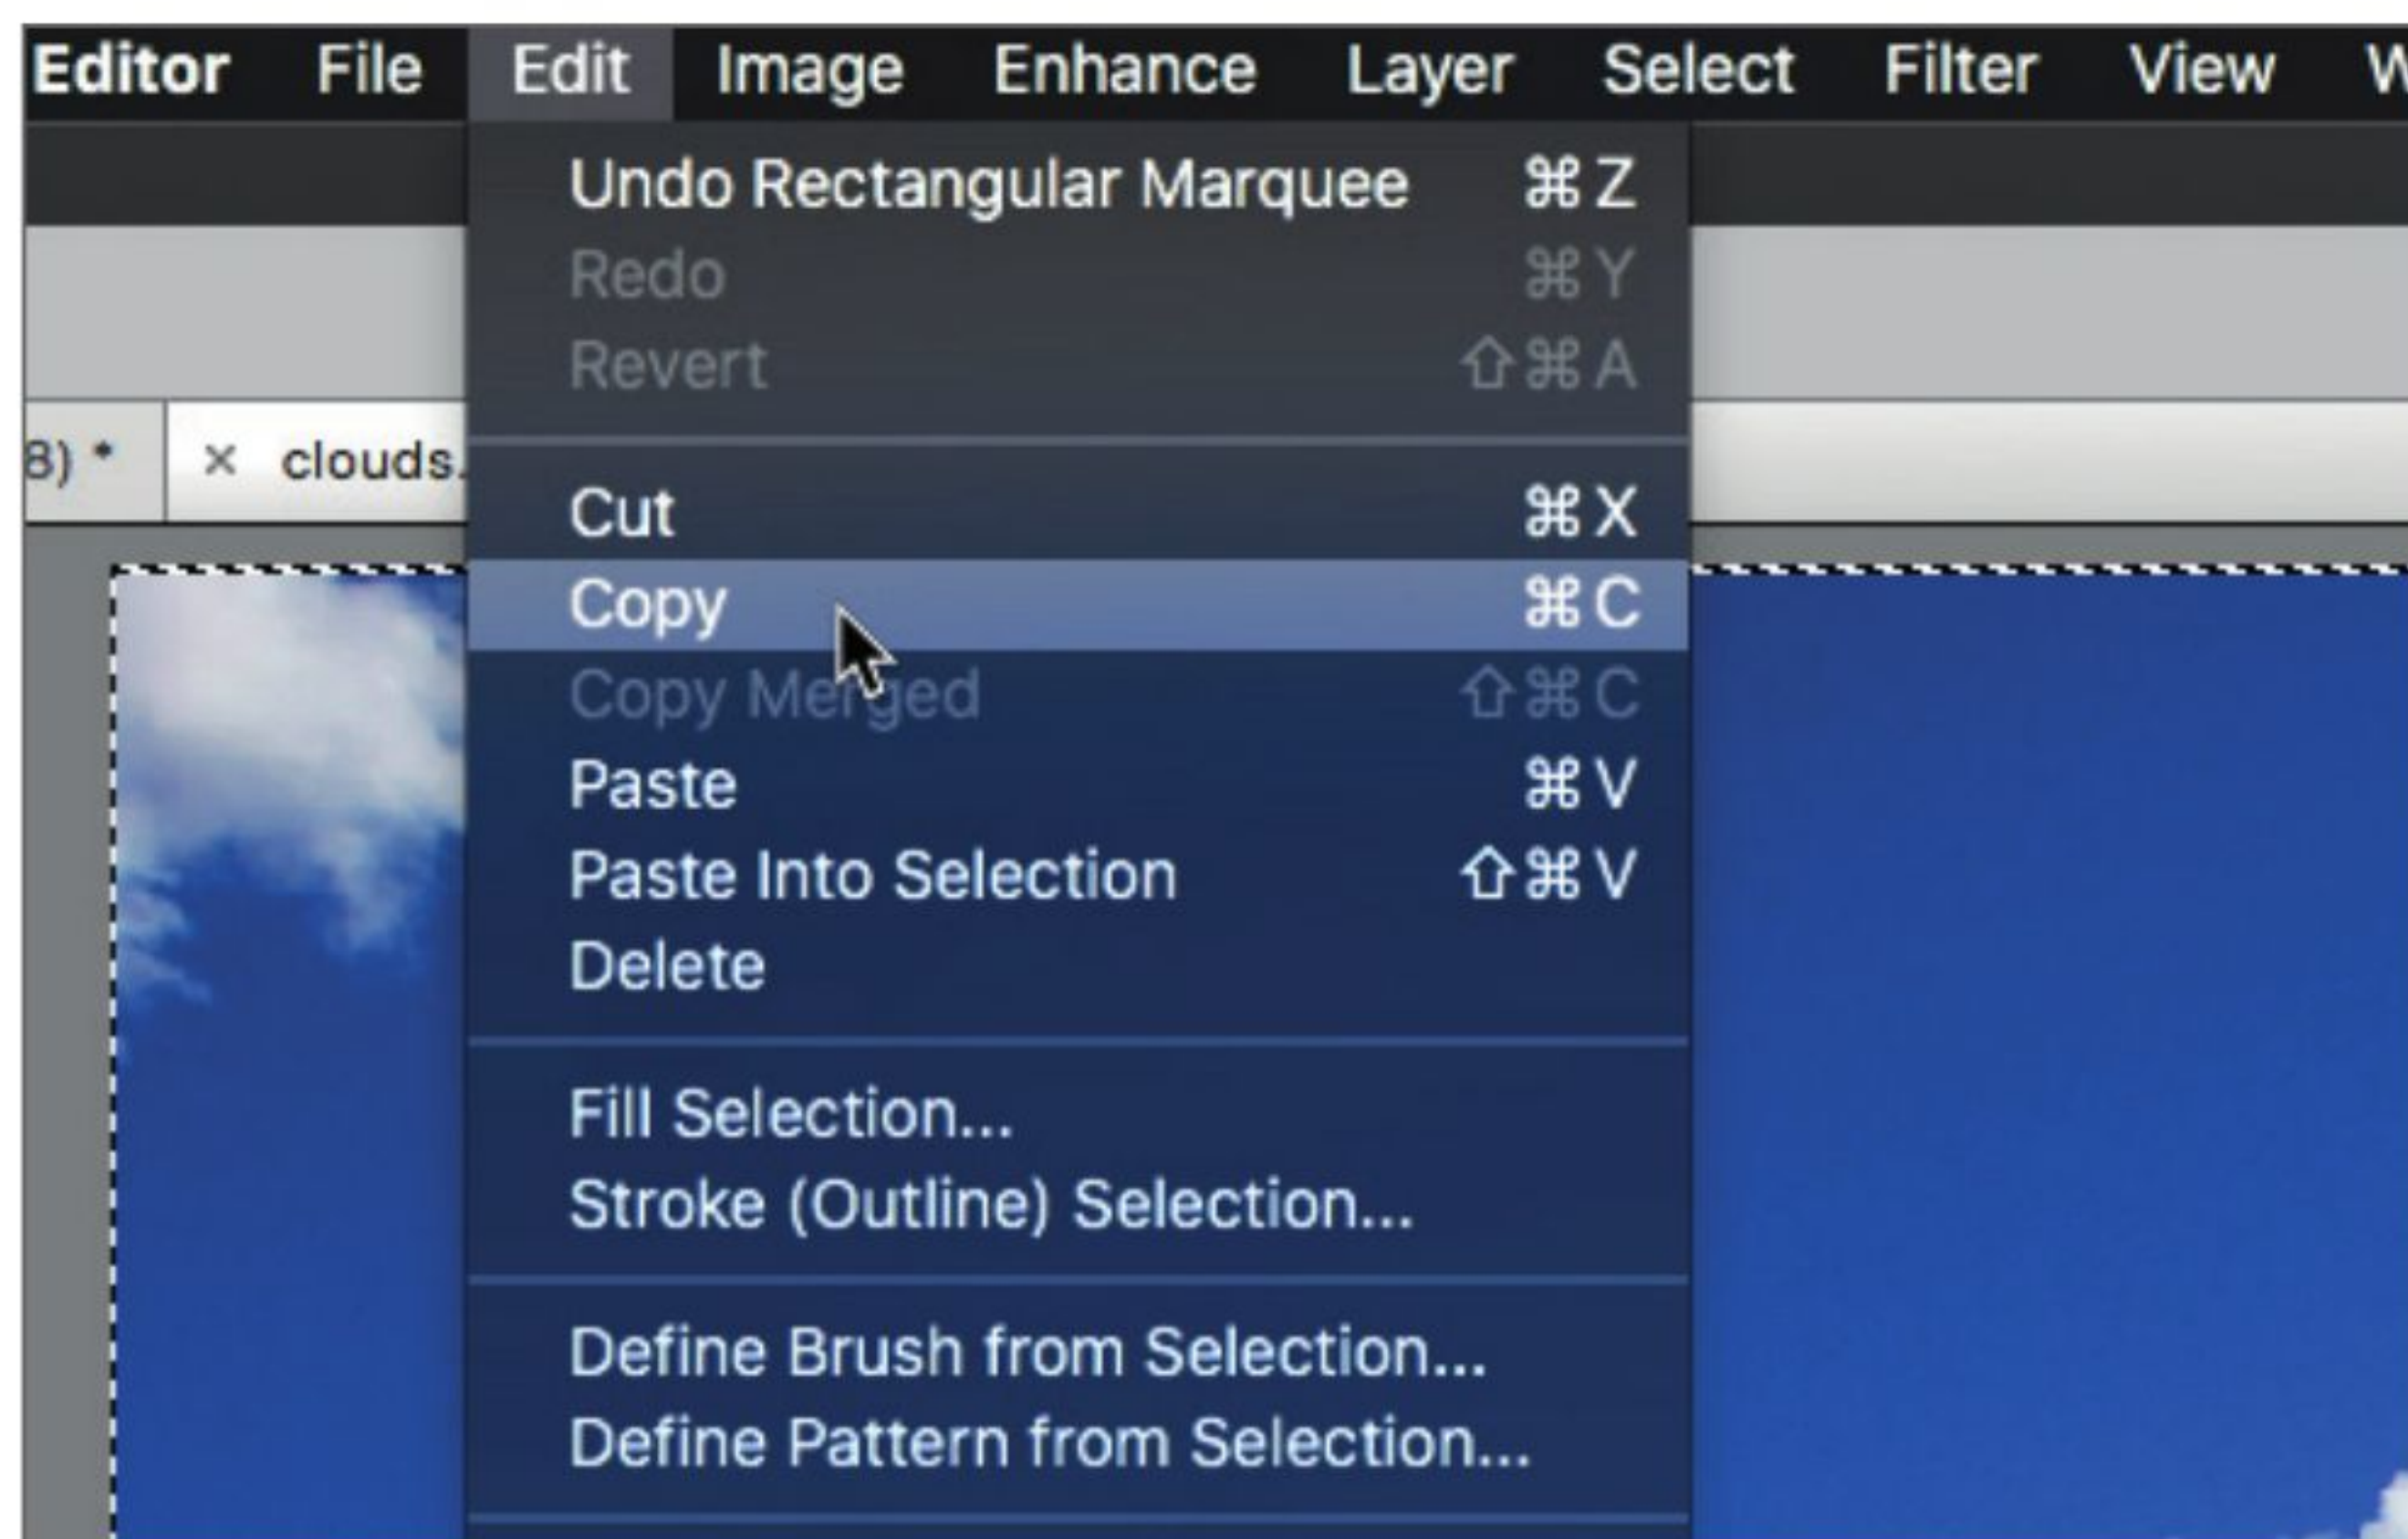 Editor File Edit Image Enhance Layer Select Filter View
Undo Rectangular Marquee ⌘Z
Redo ⌘Y
Revert ⇧⌘A
8) * × clouds.
Cut ⌘X
Copy ⌘C
Copy Merged ⇧⌘C
Paste ⌘V
Paste Into Selection ⇧⌘V
Delete
Fill Selection...
Stroke (Outline) Selection...
Define Brush from Selection...
Define Pattern from Selection...